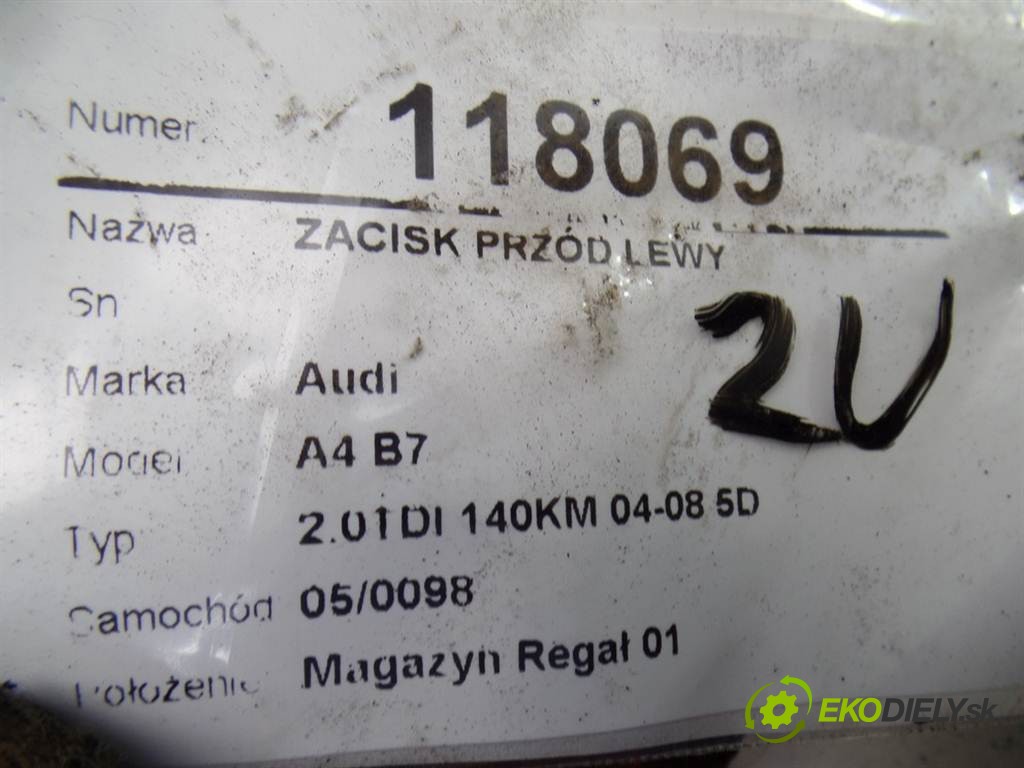 Numer 118069
Nazwa ZACISK PRZÓD LEWY
Sn
2U
Marka Audi
Model A4 B7
Typ 2.0TDI 140KM 04-08 5D
Samochód 05/0098
Położenie Magazyn Regał 01
EKODIELY.sk